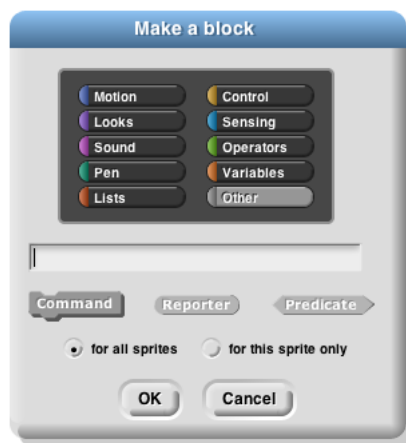 Make a block
Motion Control
Looks Sensing
Sound Operators
Pen Variables
Lists Other
Command Reporter Predicate
for all sprites for this sprite only
OK Cancel